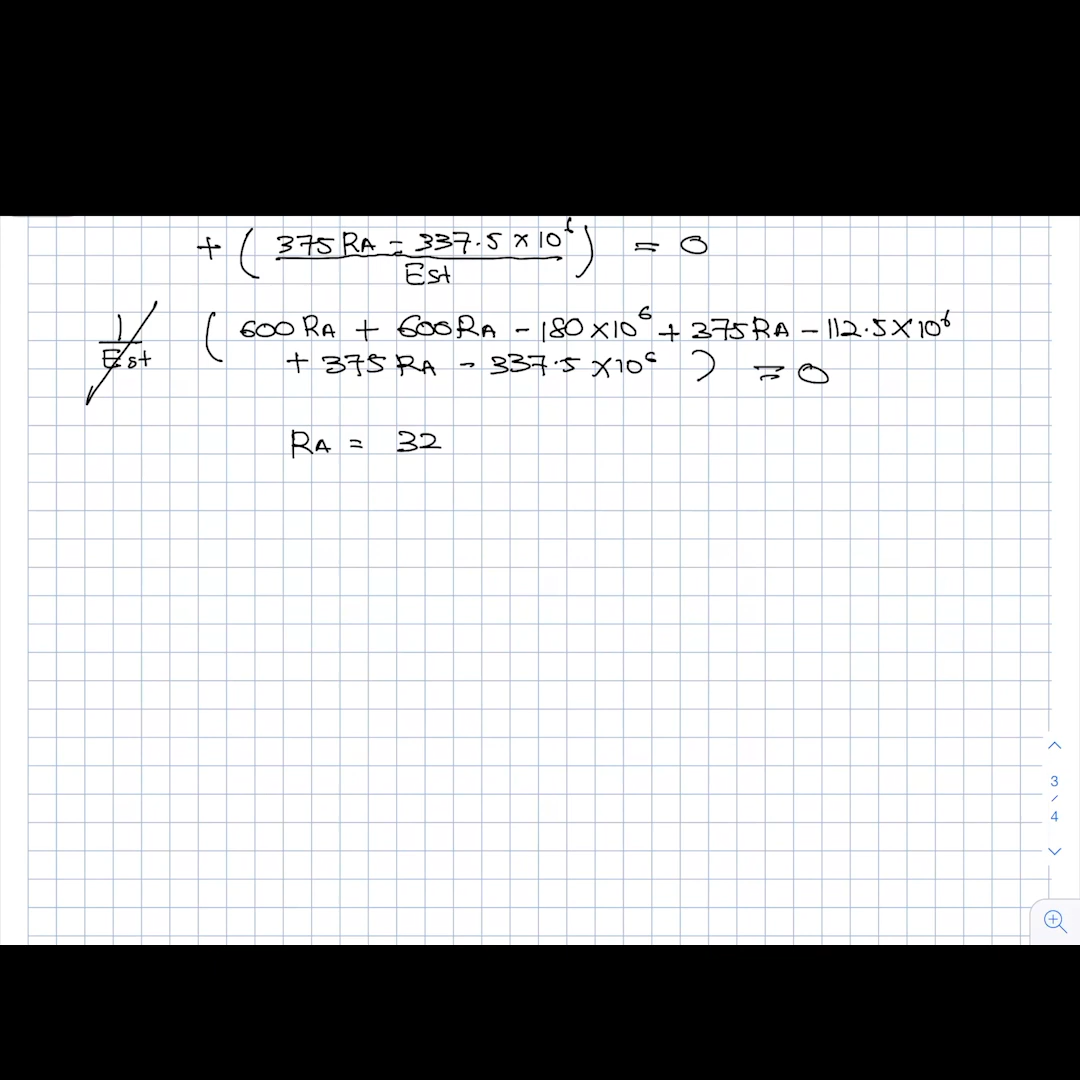 + ( 375 RA = 337.5 × 10⁶ / Est ) = 0
1 / Est ( 600 RA + 600 RA - 180 × 10⁶ + 375 RA - 112.5 × 10⁶
+ 375 RA - 337.5 × 10⁶ ) = 0
RA = 32
3
/
4